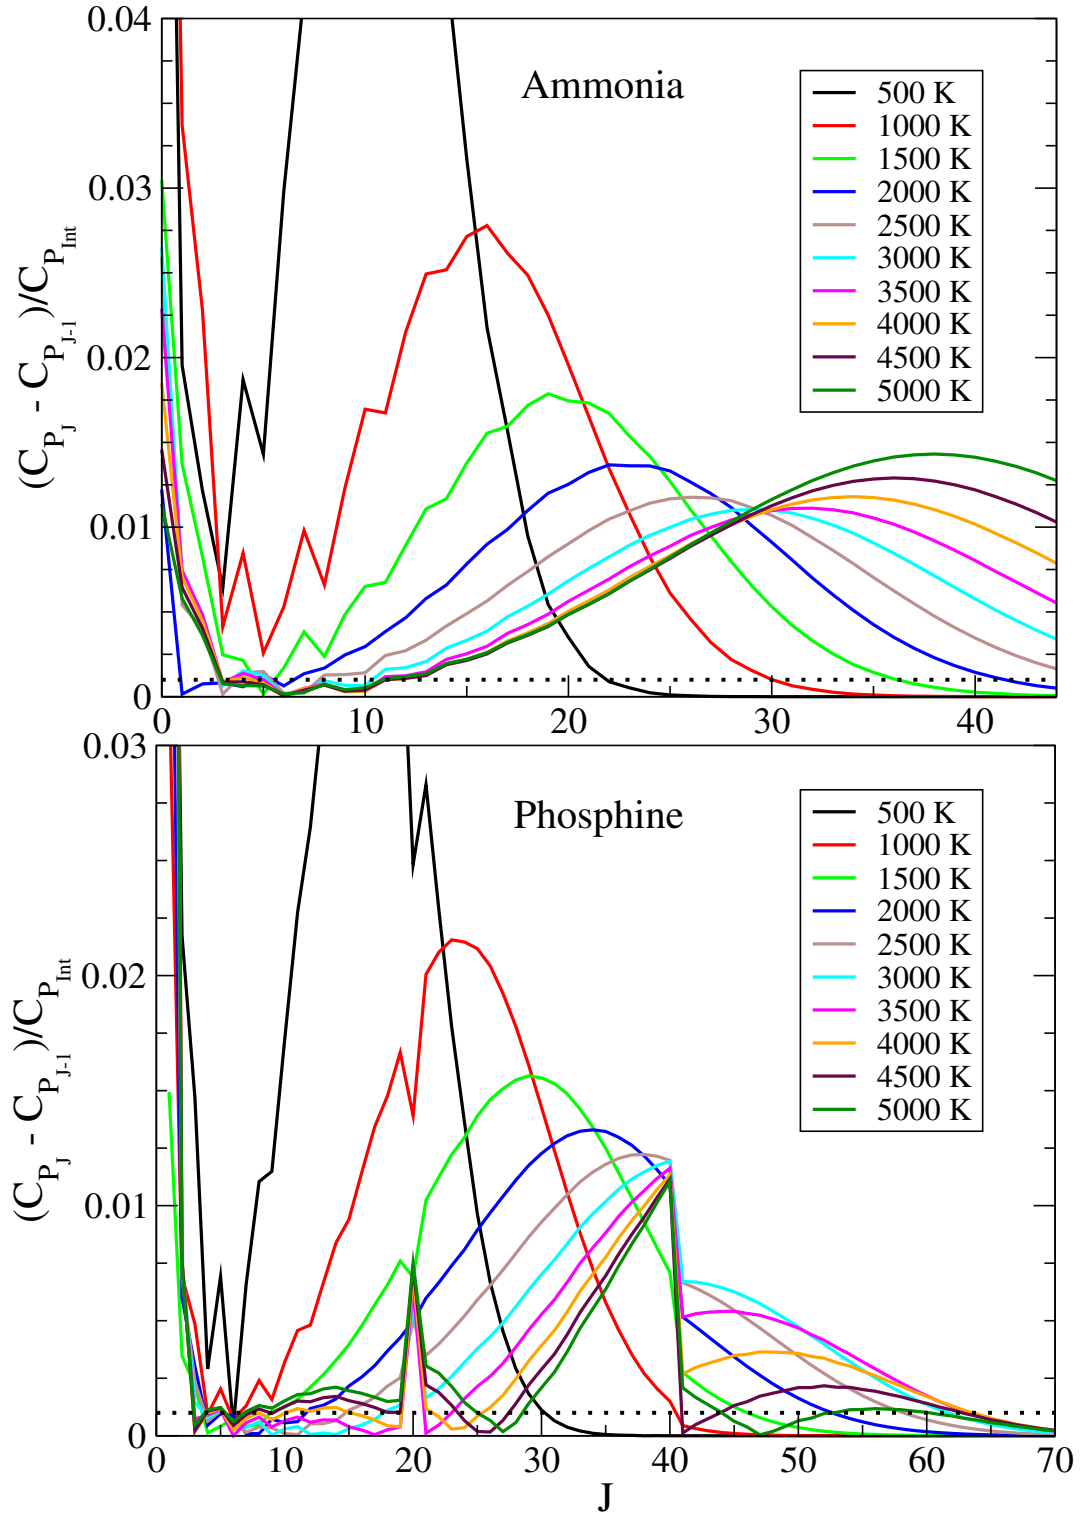 0.04
0.03
0.02
0.01
0
(C_{P_J} - C_{P_{J-1}})/C_{P_{Int}}
Ammonia
500 K
1000 K
1500 K
2000 K
2500 K
3000 K
3500 K
4000 K
4500 K
5000 K
0 10 20 30 40
0.03
0.02
0.01
0
(C_{P_J} - C_{P_{J-1}})/C_{P_{Int}}
Phosphine
500 K
1000 K
1500 K
2000 K
2500 K
3000 K
3500 K
4000 K
4500 K
5000 K
0 10 20 30 40 50 60 70
J